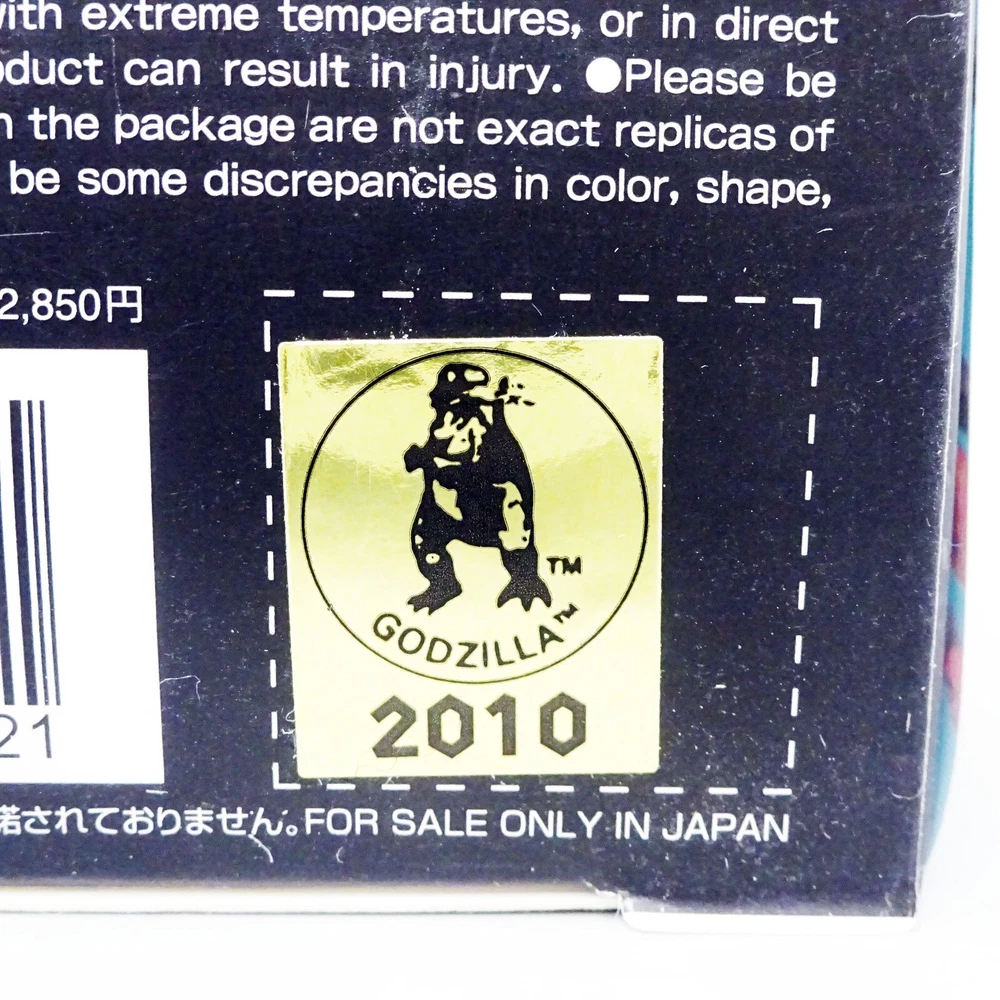 with extreme temperatures, or in direct
oduct can result in injury. ●Please be
n the package are not exact replicas of
be some discrepancies in color, shape,
2,850円
TM
GODZILLA™
2010
21
諾されておりません。FOR SALE ONLY IN JAPAN